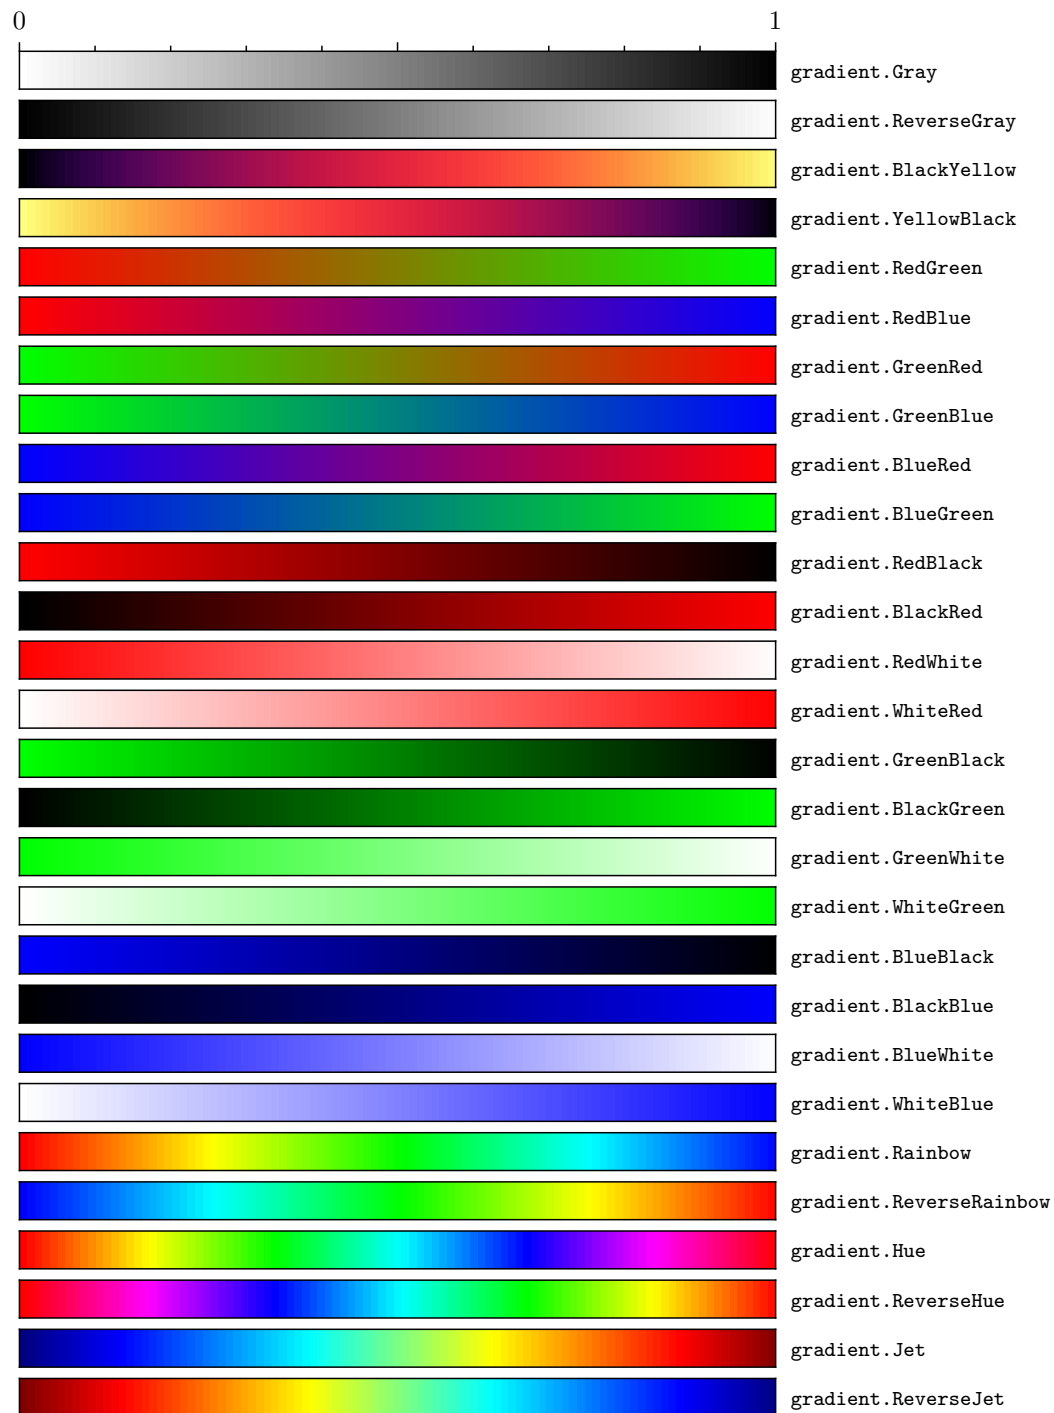 0 1
gradient.Gray
gradient.ReverseGray
gradient.BlackYellow
gradient.YellowBlack
gradient.RedGreen
gradient.RedBlue
gradient.GreenRed
gradient.GreenBlue
gradient.BlueRed
gradient.BlueGreen
gradient.RedBlack
gradient.BlackRed
gradient.RedWhite
gradient.WhiteRed
gradient.GreenBlack
gradient.BlackGreen
gradient.GreenWhite
gradient.WhiteGreen
gradient.BlueBlack
gradient.BlackBlue
gradient.BlueWhite
gradient.WhiteBlue
gradient.Rainbow
gradient.ReverseRainbow
gradient.Hue
gradient.ReverseHue
gradient.Jet
gradient.ReverseJet